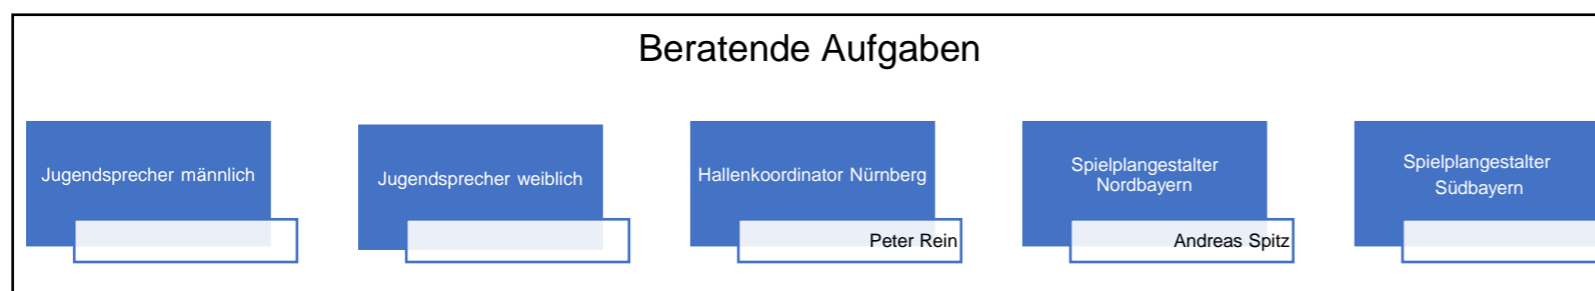 Beratende Aufgaben
Jugendsprecher männlich
Jugendsprecher weiblich
Hallenkoordinator Nürnberg
Peter Rein
Spielplangestalter
Nordbayern
Andreas Spitz
Spielplangestalter
Südbayern